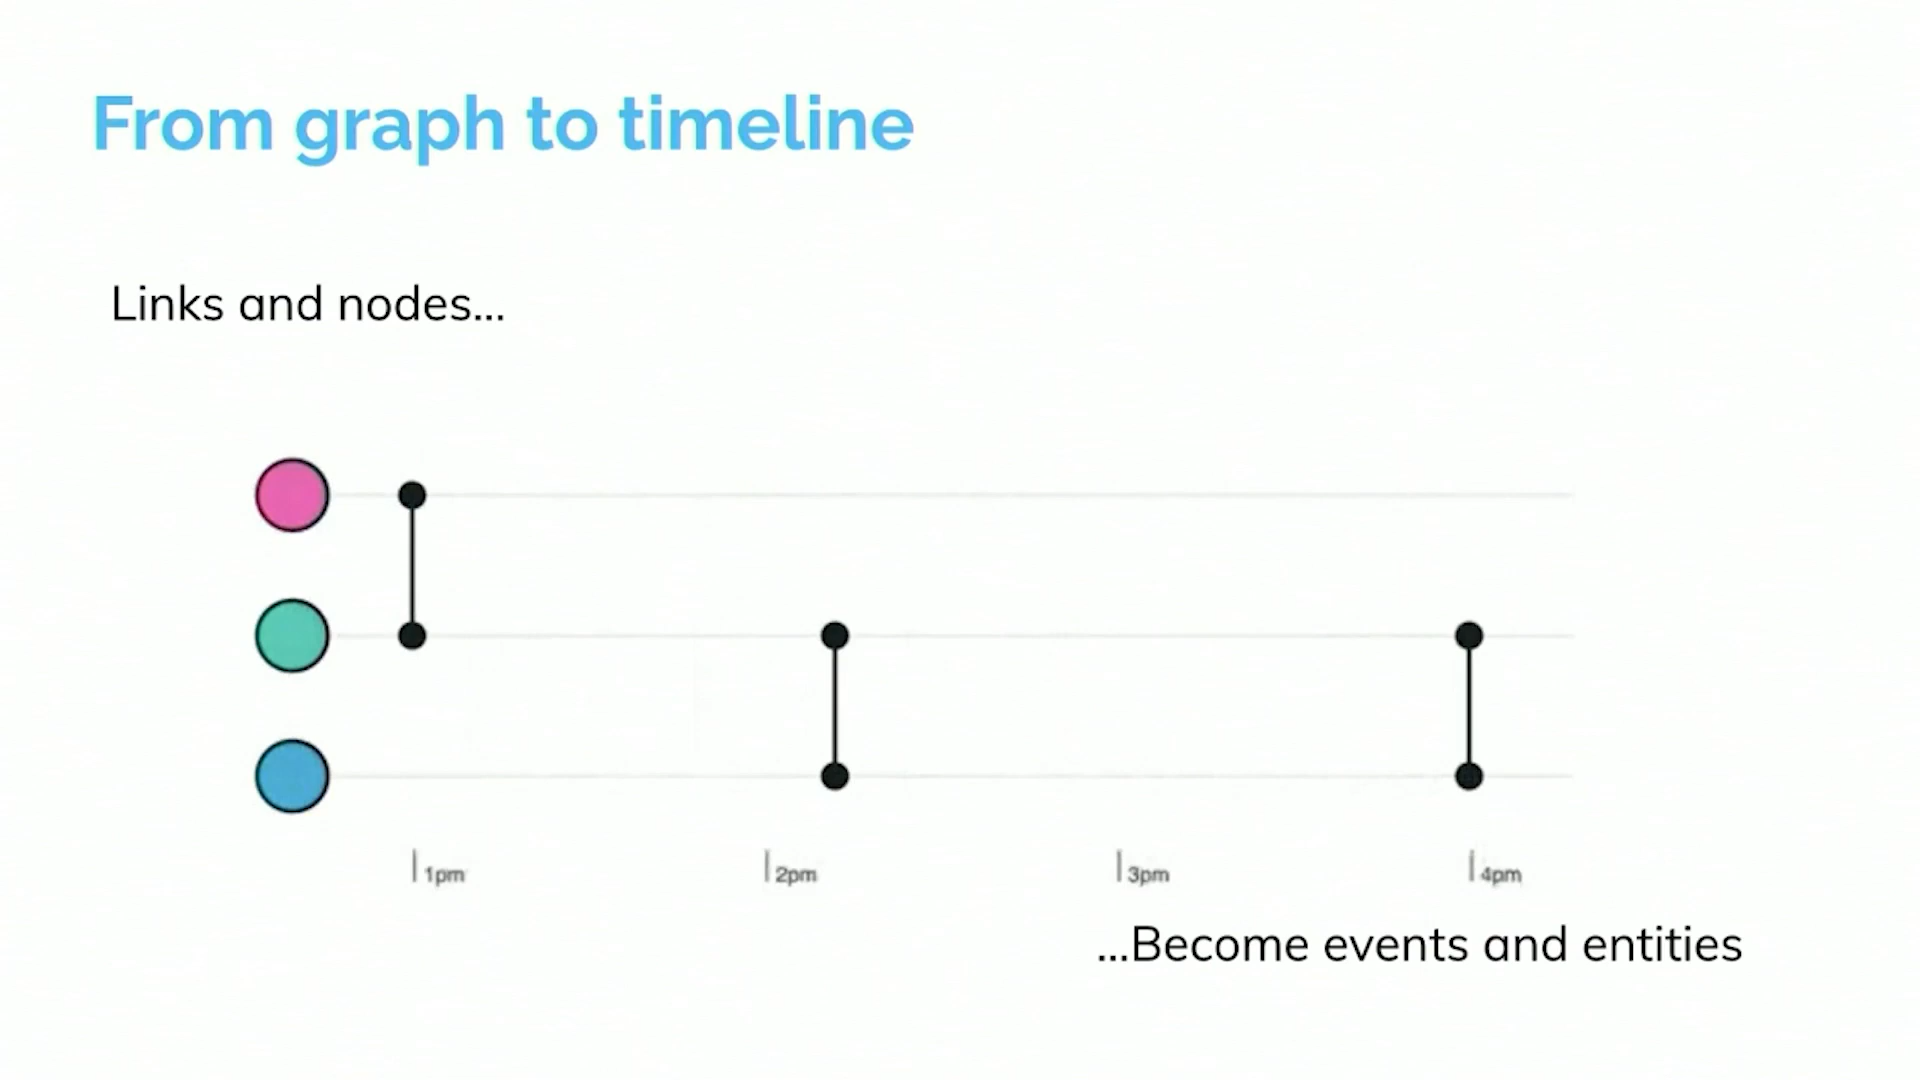 From graph to timeline
Links and nodes...
1pm
2pm
3pm
4pm
...Become events and entities